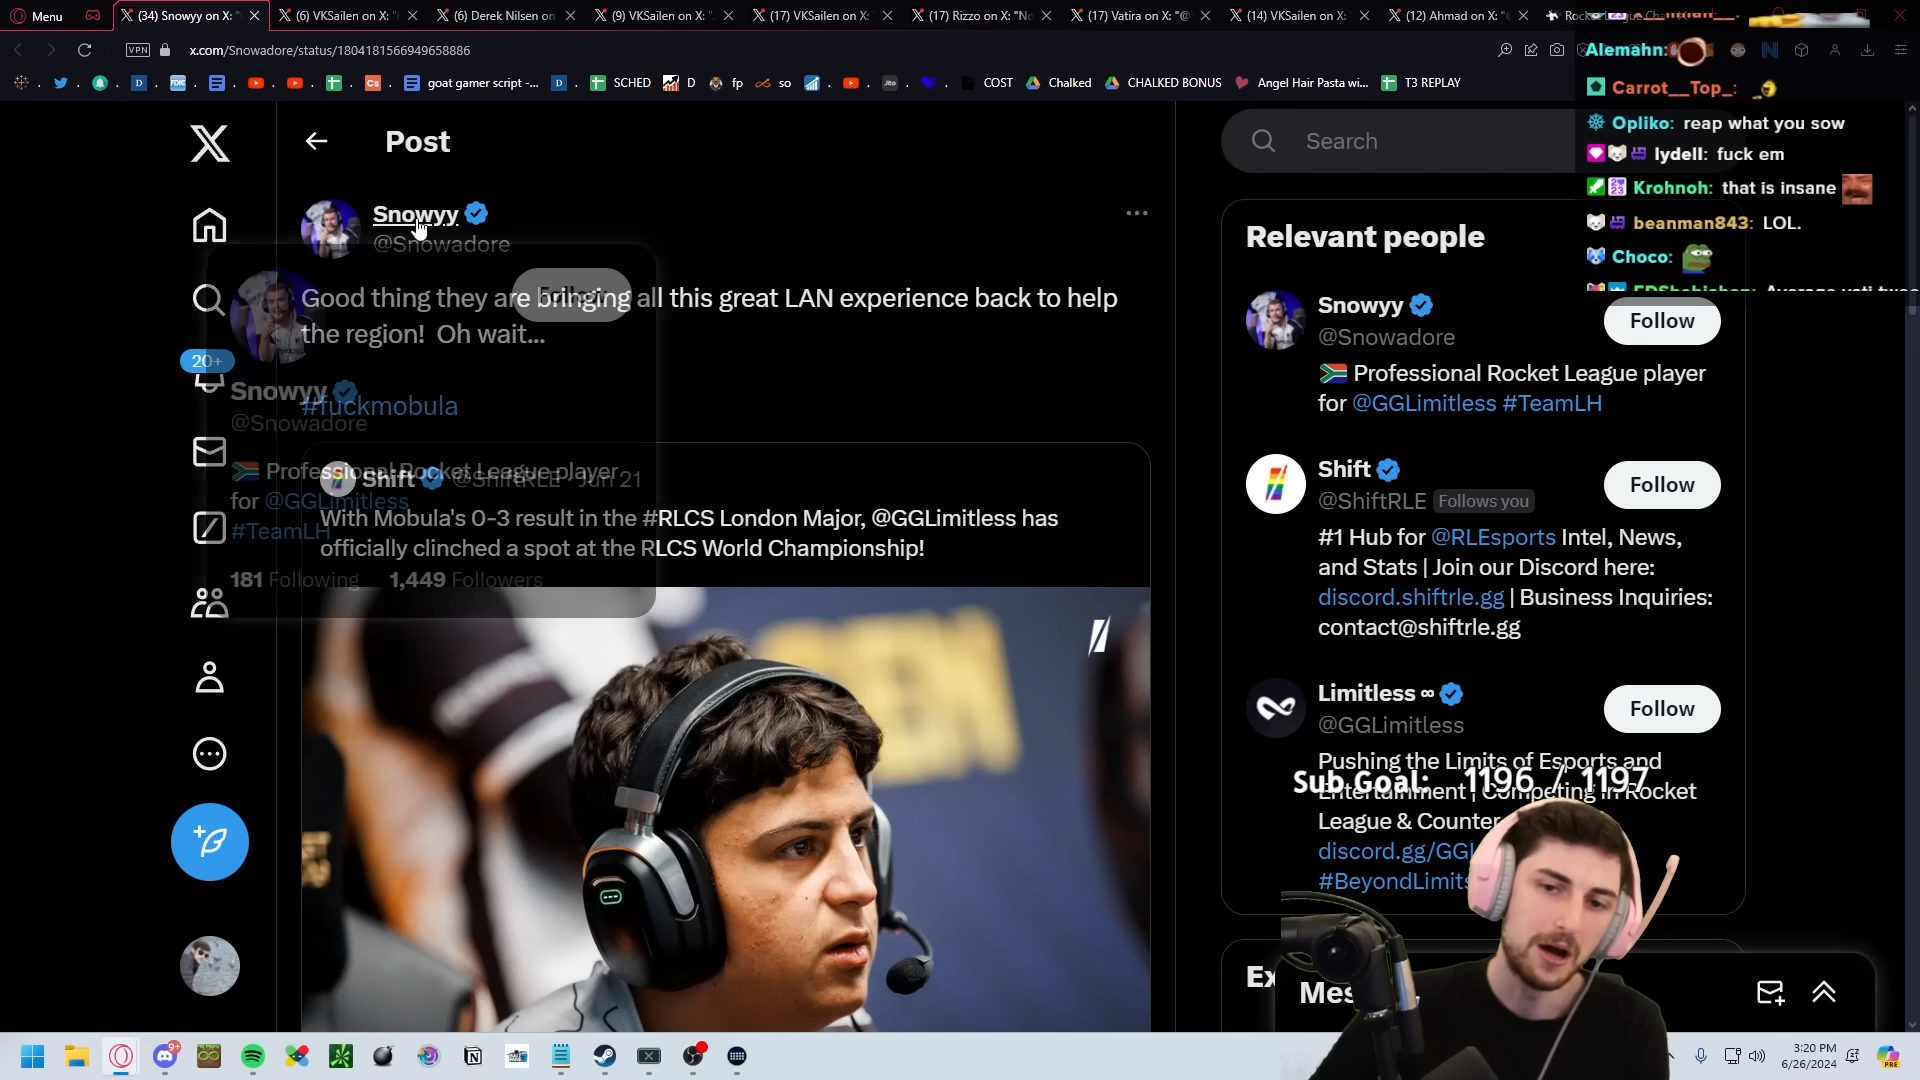 Menu
(34) Snowyy on X: "
(6) VKSailen on X: "
(6) Derek Nilsen on
(9) VKSailen on X: "
(17) VKSailen on X: "
(17) Rizzo on X: "No
(17) Vatira on X: "@
(14) VKSailen on X: "
(12) Ahmad on X: "@
VPN
x.com/Snowadore/status/1804181566949658886
goat gamer script -...
SCHED
D
fp
so
COST
Chalked
CHALKED BONUS
Angel Hair Pasta wi...
T3 REPLAY
Alemahn:
Carrot__Top_:
Opliko: reap what you sow
lydell: fuck em
Krohnoh: that is insane
beanman843: LOL.
Choco:
Post
Search
Snowyy
@Snowadore
Good thing they are bringing all this great LAN experience back to help
the region! Oh wait...
#fuckmobula
Shift @ShiftRLE · Jun 21
With Mobula's 0-3 result in the #RLCS London Major, @GGLimitless has
officially clinched a spot at the RLCS World Championship!
20+
Follow
Snowyy
@Snowadore
Professional Rocket League player
for @GGLimitless
#TeamLH
181 Following 1,449 Followers
Relevant people
Snowyy
@Snowadore
Follow
Professional Rocket League player
for @GGLimitless #TeamLH
Shift
@ShiftRLE Follows you
Follow
#1 Hub for @RLEsports Intel, News,
and Stats | Join our Discord here:
discord.shiftrle.gg | Business Inquiries:
contact@shiftrle.gg
Limitless ∞
@GGLimitless
Follow
Pushing the Limits of Esports and
Entertainment | Competing in Rocket
League & Counter
discord.gg/GGL
#BeyondLimits
Sub Goal: 1196 / 1197
Ex
Mes
9+
3:20 PM
6/26/2024
PRE